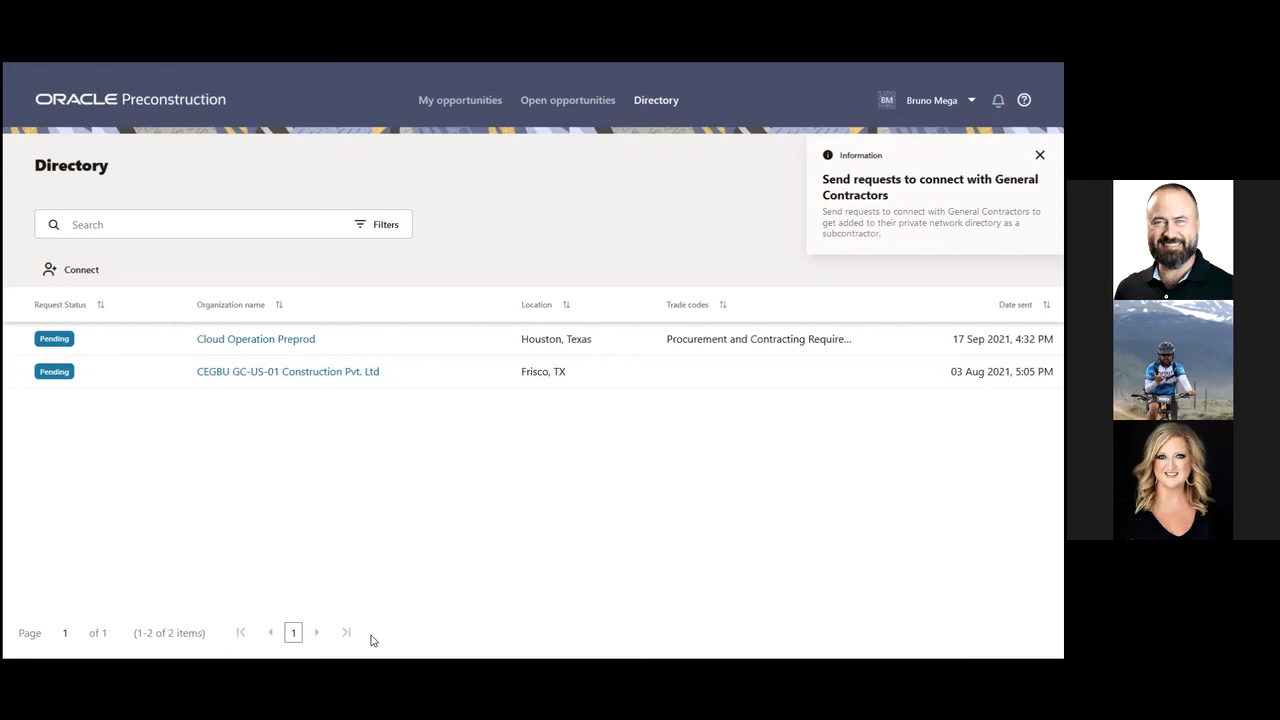 ORACLE Preconstruction
My opportunities Open opportunities Directory
BM Bruno Mega
Directory
Information
Send requests to connect with General
Contractors
Send requests to connect with General Contractors to
get added to their private network directory as a
subcontractor.
Search Filters
Connect
Request Status Organization name Location Trade codes Date sent
Pending Cloud Operation Preprod Houston, Texas Procurement and Contracting Require... 17 Sep 2021, 4:32 PM
Pending CEGBU GC-US-01 Construction Pvt. Ltd Frisco, TX 03 Aug 2021, 5:05 PM
Page 1 of 1 (1-2 of 2 items) 1